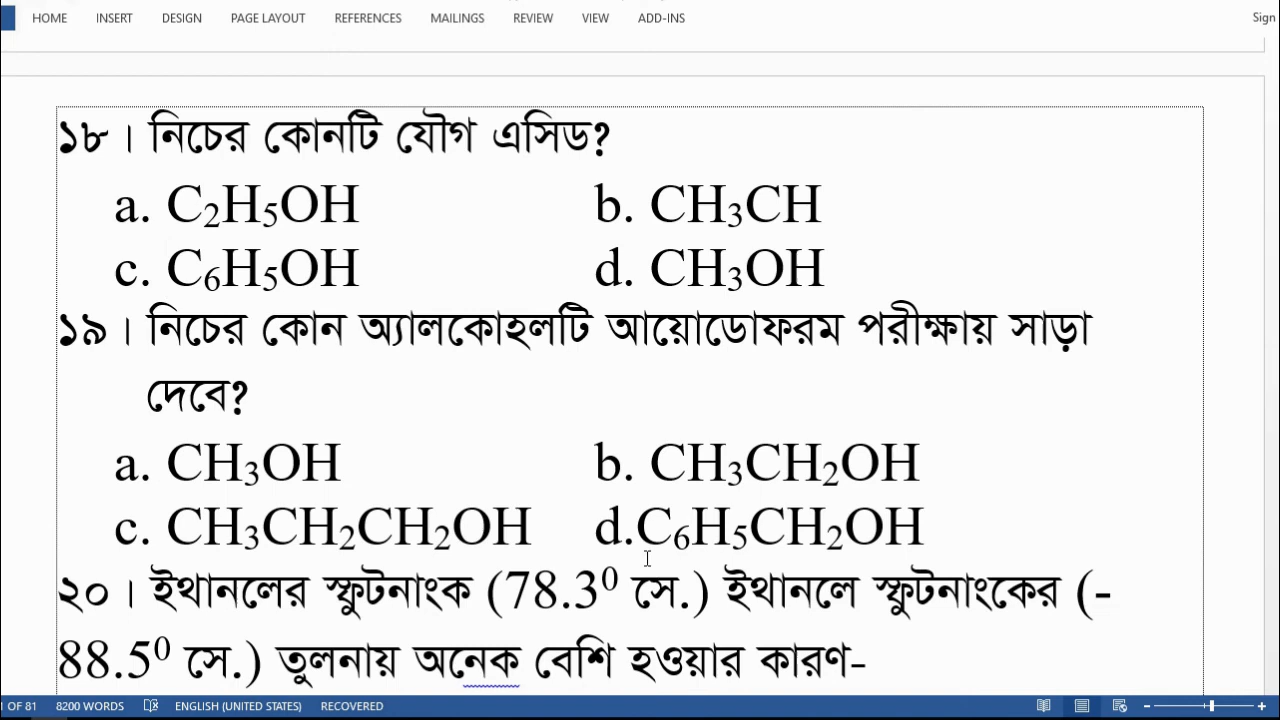 HOME INSERT DESIGN PAGE LAYOUT REFERENCES MAILINGS REVIEW VIEW ADD-INS Sign
১৮। নিচের কোনটি যৌগ এসিড?
a. C₂H₅OH b. CH₃CH
c. C₆H₅OH d. CH₃OH
১৯। নিচের কোন অ্যালকোহলটি আয়োডোফরম পরীক্ষায় সাড়া
দেবে?
a. CH₃OH b. CH₃CH₂OH
c. CH₃CH₂CH₂OH d.C₆H₅CH₂OH
২০। ইথানলের স্ফুটনাংক (78.3⁰ সে.) ইথানলে স্ফুটনাংকের (-
88.5⁰ সে.) তুলনায় অনেক বেশি হওয়ার কারণ-
OF 81 8200 WORDS ENGLISH (UNITED STATES) RECOVERED